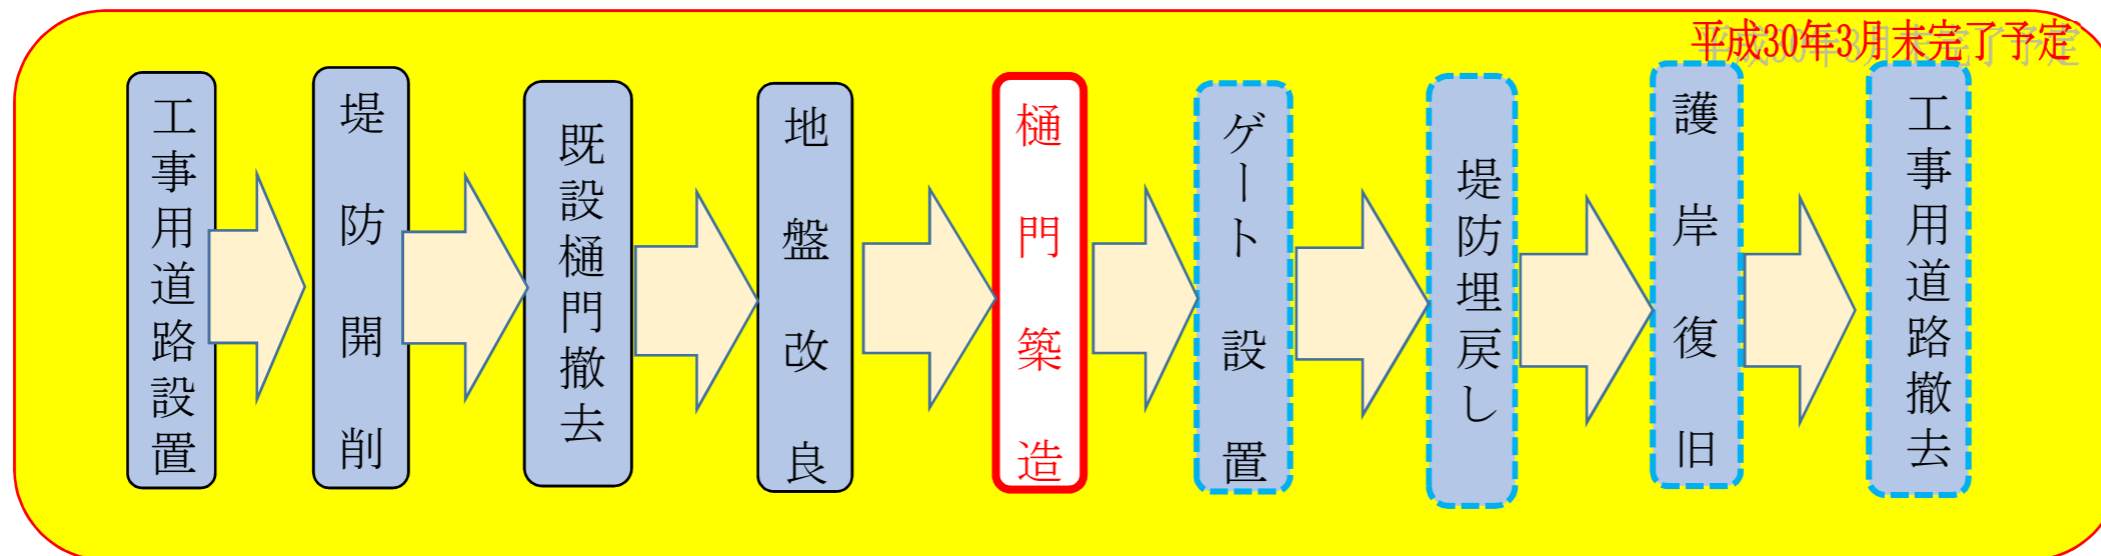 平成30年3月末完了予定
工事用道路設置
堤防開削
既設樋門撤去
地盤改良
樋門築造
ゲート設置
堤防埋戻し
護岸復旧
工事用道路撤去